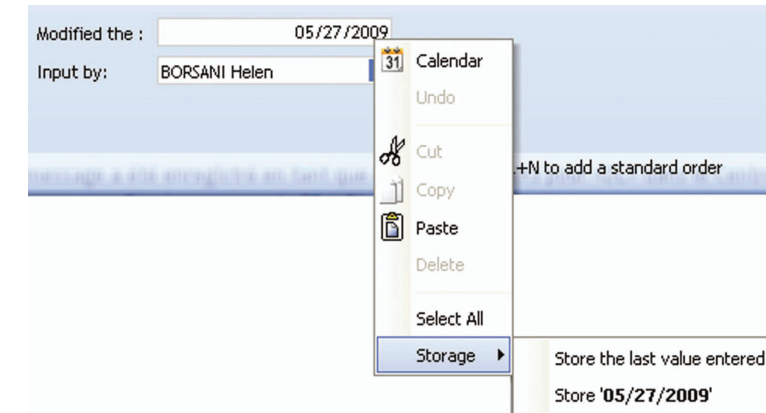 Modified the : 05/27/2009
Input by: BORSANI Helen
31 Calendar
Undo
Cut
+N to add a standard order
Copy
Paste
Delete
Select All
Storage
Store the last value entered
Store '05/27/2009'